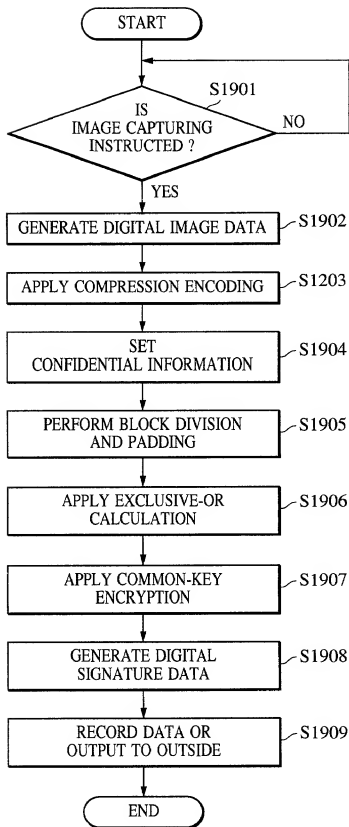 START
S1901
IS
IMAGE CAPTURING
INSTRUCTED ?
NO
YES
GENERATE DIGITAL IMAGE DATA
S1902
APPLY COMPRESSION ENCODING
S1203
SET
CONFIDENTIAL INFORMATION
S1904
PERFORM BLOCK DIVISION
AND PADDING
S1905
APPLY EXCLUSIVE-OR
CALCULATION
S1906
APPLY COMMON-KEY
ENCRYPTION
S1907
GENERATE DIGITAL
SIGNATURE DATA
S1908
RECORD DATA OR
OUTPUT TO OUTSIDE
S1909
END